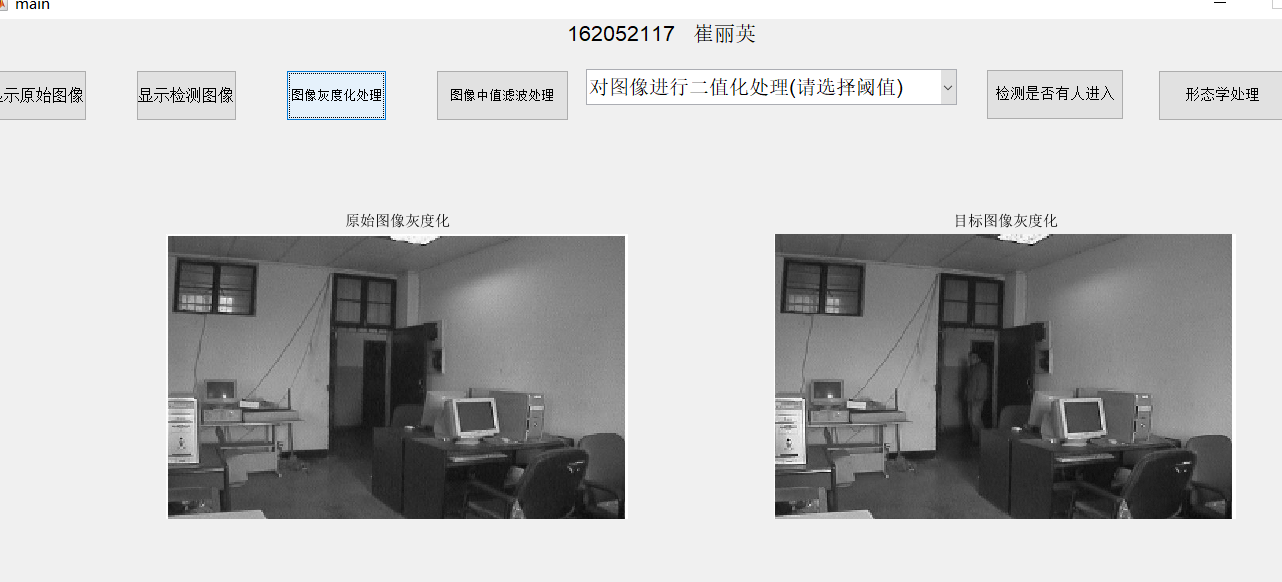 main
162052117 崔丽英
显示原始图像
显示检测图像
图像灰度化处理
图像中值滤波处理
对图像进行二值化处理(请选择阈值)
检测是否有人进入
形态学处理
原始图像灰度化
目标图像灰度化